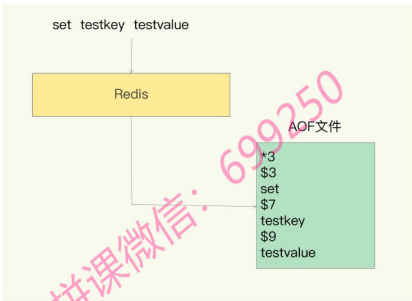 set testkey testvalue
Redis
AOF文件
*3
$3
set
$7
testkey
$9
testvalue
拼课微信：699250